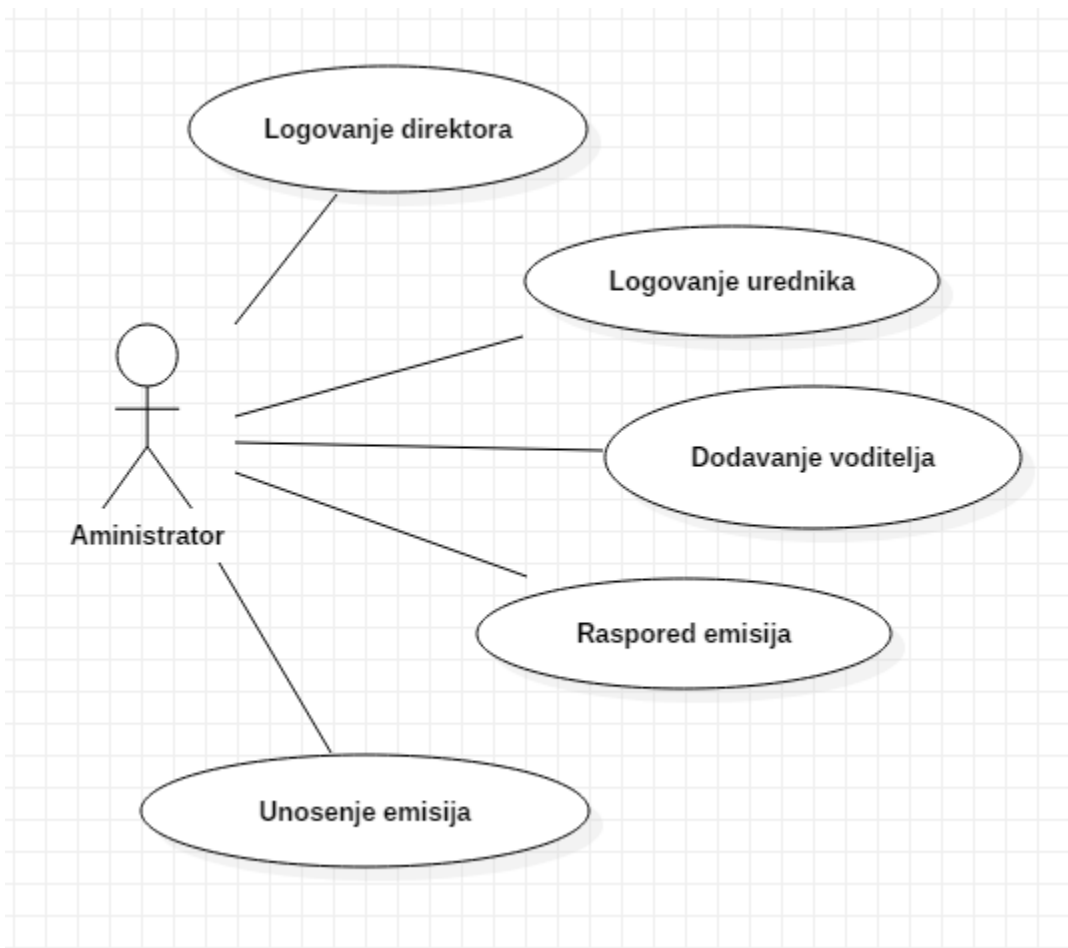 Logovanje direktora
Logovanje urednika
Dodavanje voditelja
Aministrator
Raspored emisija
Unosenje emisija